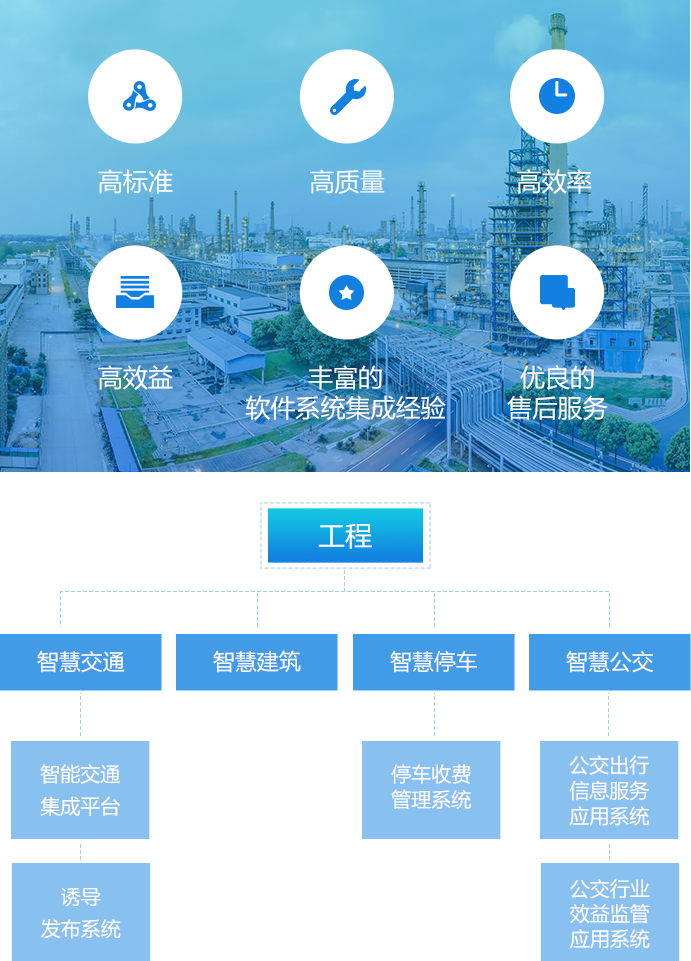 高标准
高质量
高效率
高效益
丰富的
软件系统集成经验
优良的
售后服务
工程
智慧交通
智慧建筑
智慧停车
智慧公交
智能交通
集成平台
停车收费
管理系统
公交出行
信息服务
应用系统
诱导
发布系统
公交行业
效益监管
应用系统